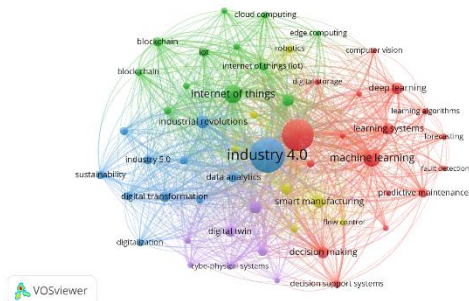 cloud computing
edge computing
blockchain
robotics
computer vision
iot
internet of things (iot)
blockchain
digital storage
deep learning
internet of things
learning algorithms
industrial revolutions
learning systems
forecasting
industry 4.0
machine learning
industry 5.0
fault detection
sustainability
data analytics
digital transformation
smart manufacturing
predictive maintenance
flow control
digital twin
digitalization
decision making
cyber-physical systems
decision support systems
VOSviewer